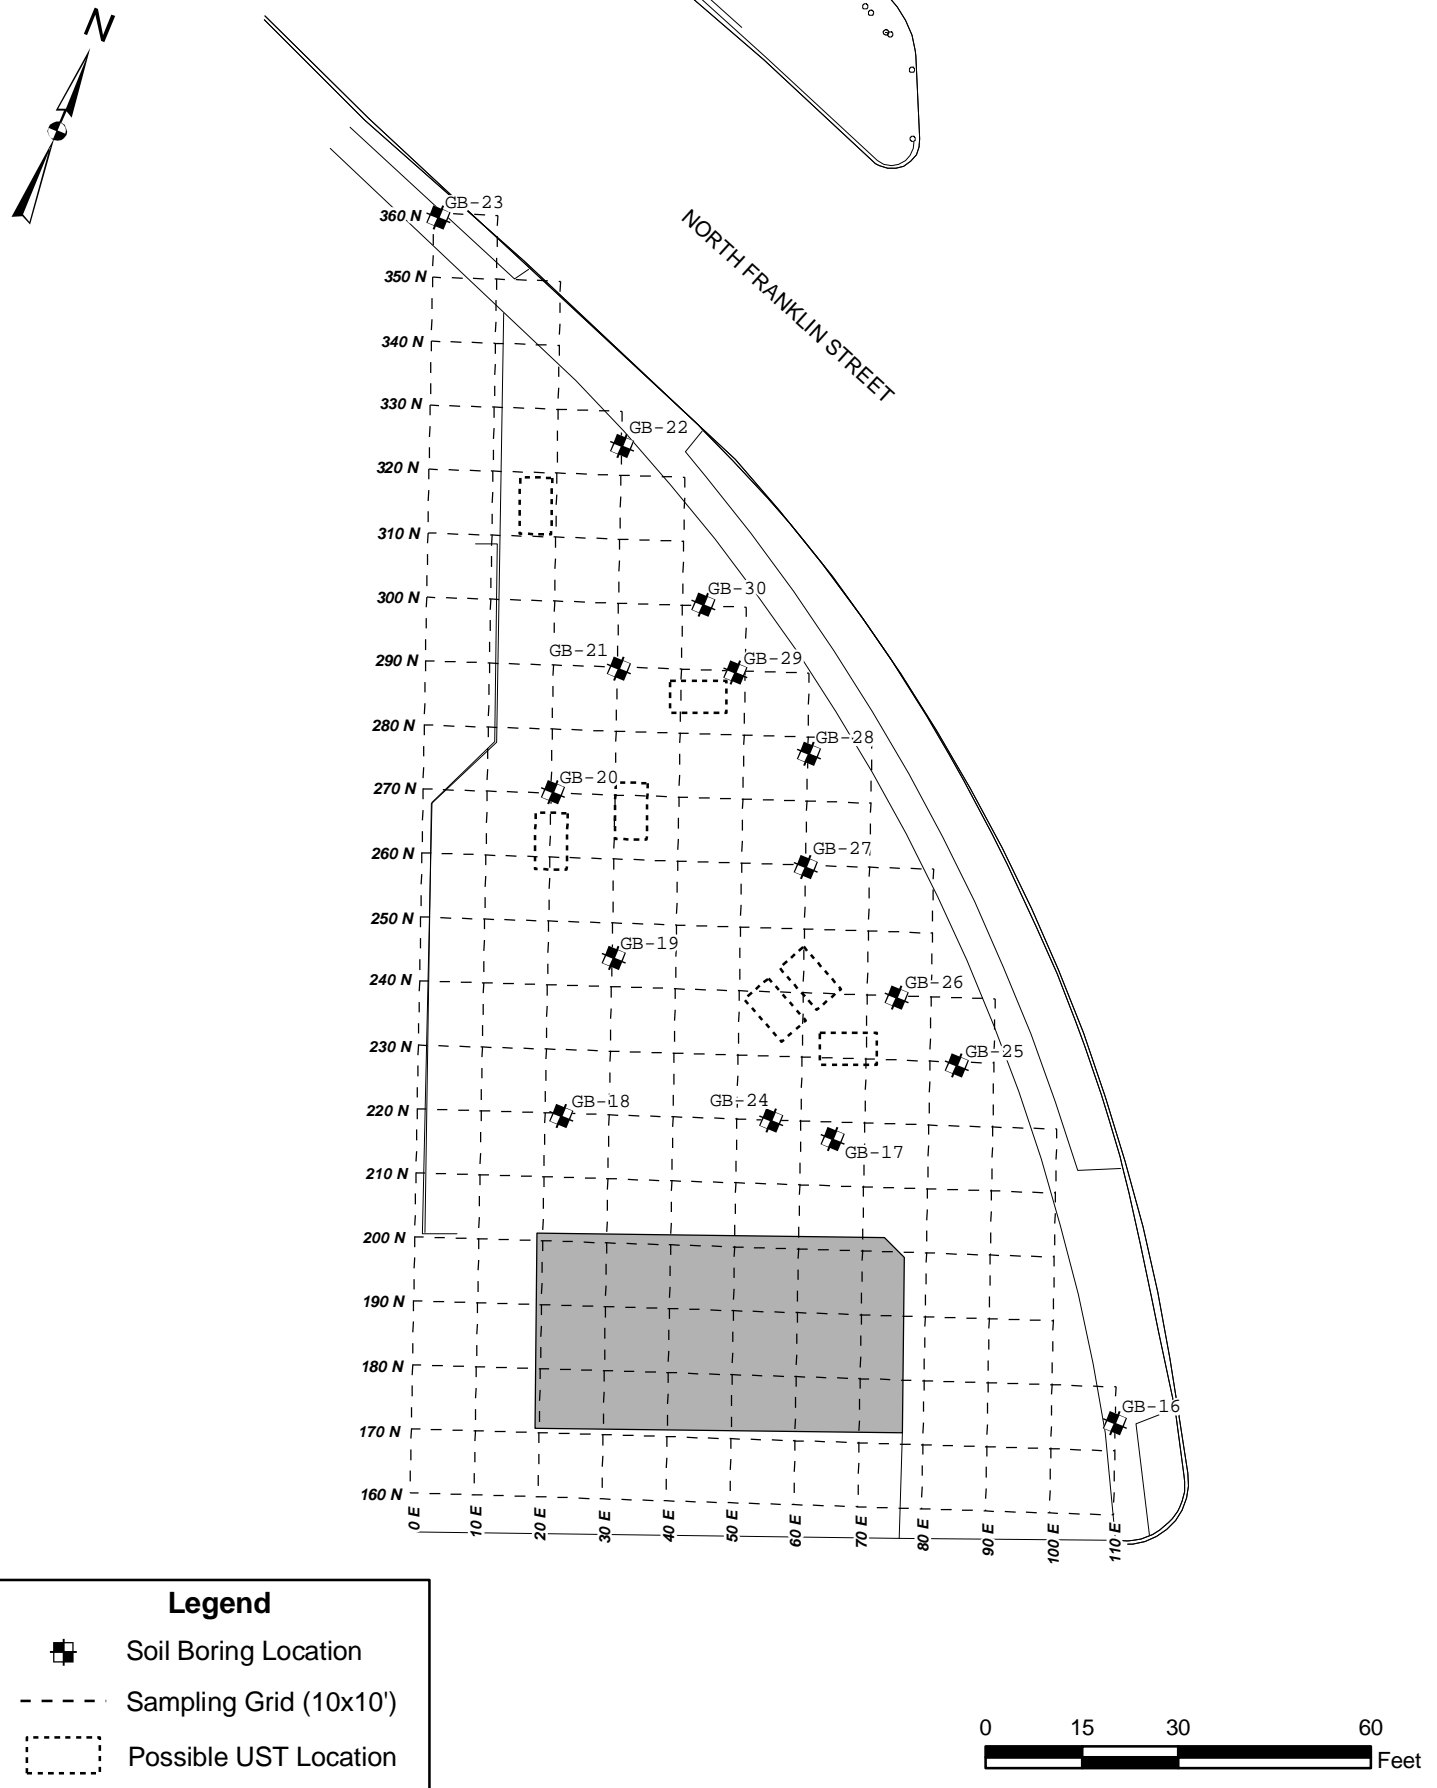 N
GB-23
360 N
NORTH FRANKLIN STREET
350 N
340 N
330 N
GB-22
320 N
310 N
GB-30
300 N
GB-21
GB-29
290 N
280 N
GB-28
GB-20
270 N
GB-27
260 N
250 N
GB-19
240 N
GB-26
230 N
GB-25
GB-18
GB-24
220 N
GB-17
210 N
200 N
190 N
180 N
GB-16
170 N
160 N
0 E
10 E
20 E
30 E
50 E
60 E
70 E
80 E
90 E
100 E
110 E
Legend
Soil Boring Location
Sampling Grid (10x10')
Possible UST Location
0 15 30 60
Feet